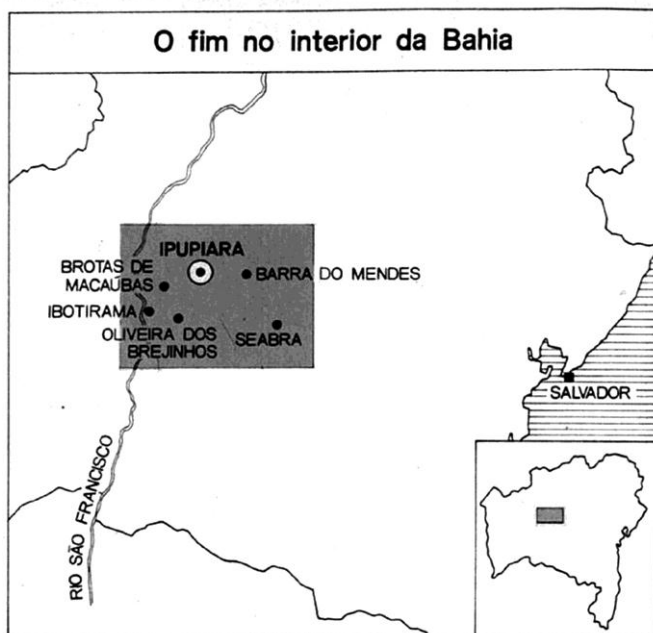 O fim no interior da Bahia
IPUPIARA
BROTAS DE
MACAÚBAS
BARRA DO MENDES
IBOTIRAMA
OLIVEIRA DOS
BREJINHOS
SEABRA
SALVADOR
RIO SÃO FRANCISCO